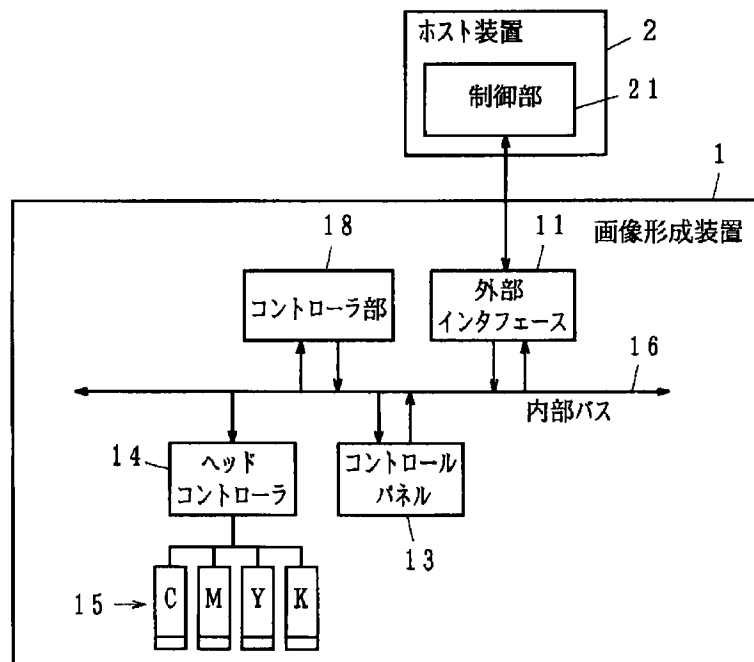 ホスト装置
2
制御部
21
1
画像形成装置
18
11
コントローラ部
外部
インタフェース
16
内部バス
14
ヘッド
コントローラ
コントロール
パネル
13
15
C
M
Y
K